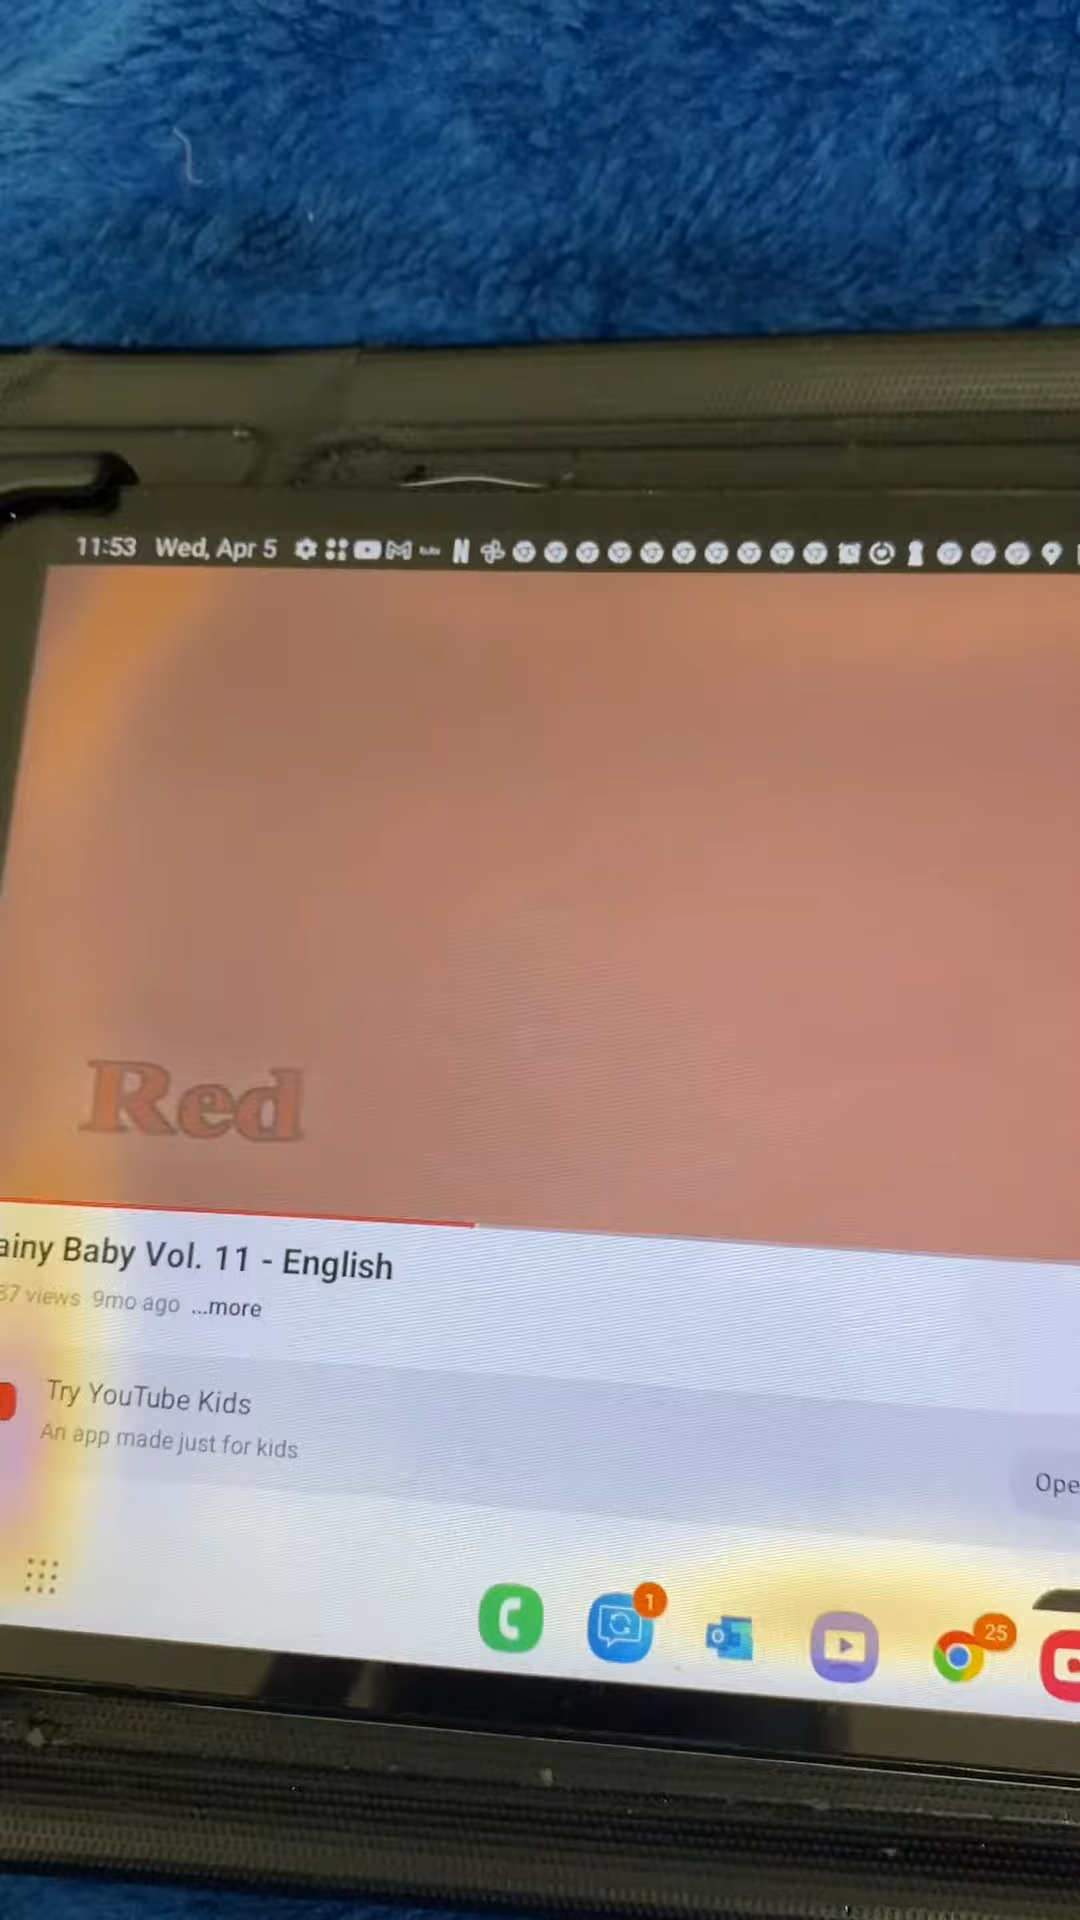 11:53 Wed, Apr 5
Red
ainy Baby Vol. 11 - English
37 views 9mo ago ...more
Try YouTube Kids
An app made just for kids
Ope
1
25